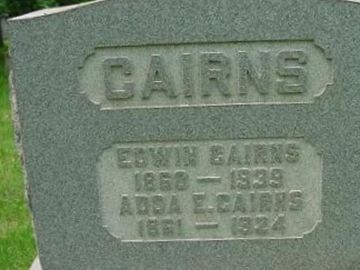 CAIRNS
EDWIN CAIRNS
1860 — 1939
ADDA E. CAIRNS
1861 — 1924